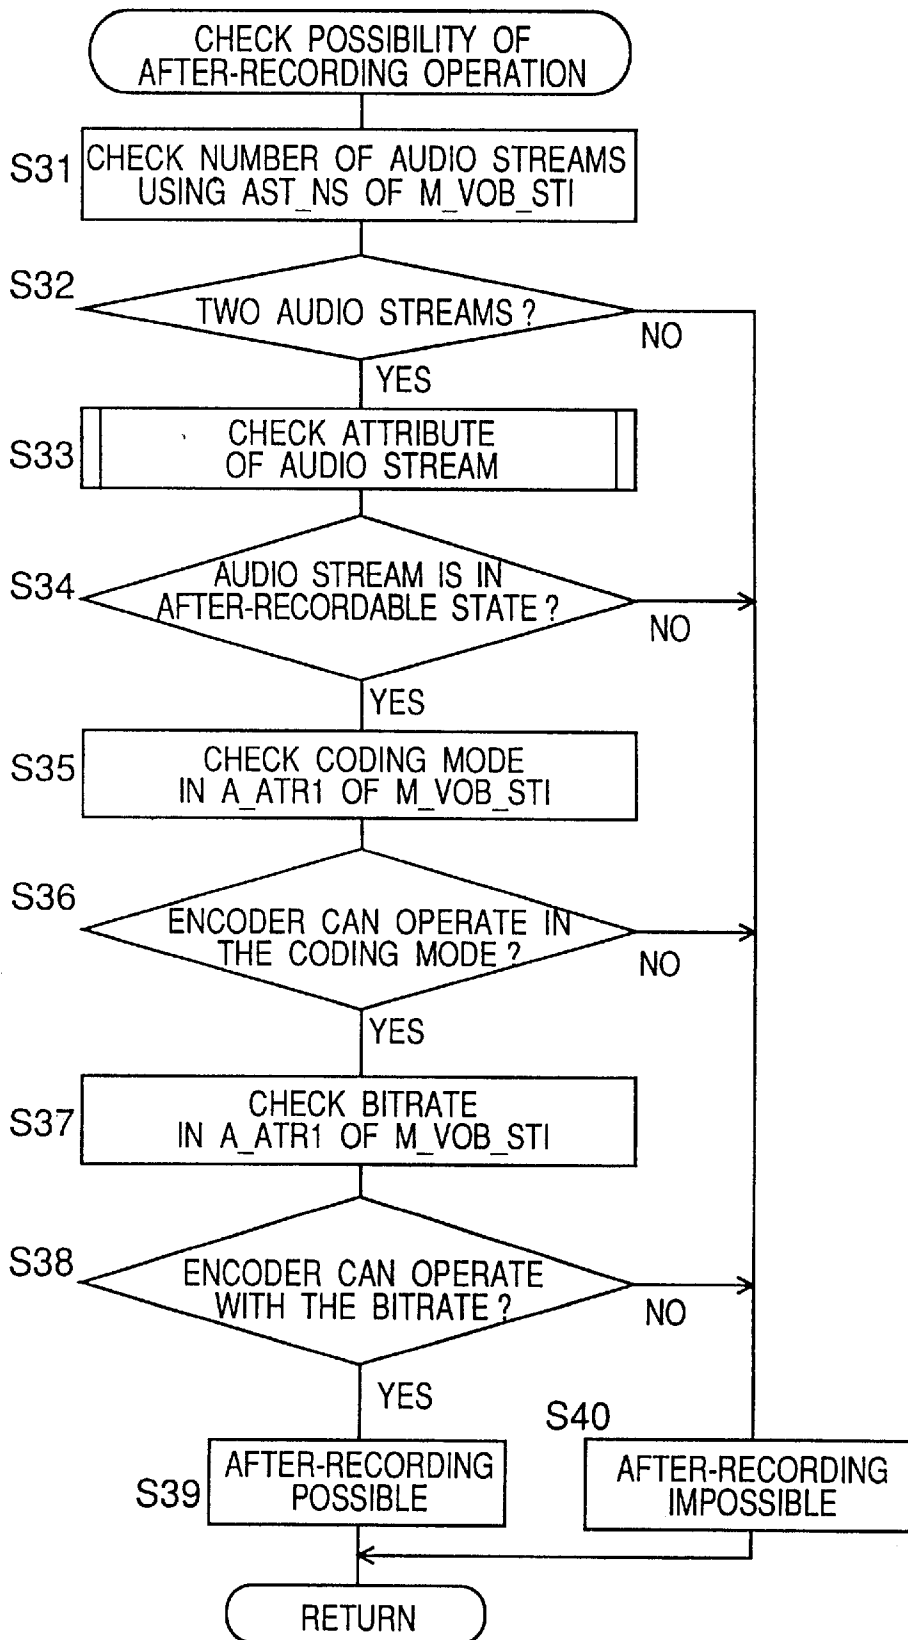 CHECK POSSIBILITY OF
AFTER-RECORDING OPERATION
S31
CHECK NUMBER OF AUDIO STREAMS
USING AST_NS OF M_VOB_STI
S32
TWO AUDIO STREAMS?
NO
YES
S33
CHECK ATTRIBUTE
OF AUDIO STREAM
S34
AUDIO STREAM IS IN
AFTER-RECORDABLE STATE?
NO
YES
S35
CHECK CODING MODE
IN A_ATR1 OF M_VOB_STI
S36
ENCODER CAN OPERATE IN
THE CODING MODE?
NO
YES
S37
CHECK BITRATE
IN A_ATR1 OF M_VOB_STI
S38
ENCODER CAN OPERATE
WITH THE BITRATE?
NO
YES
S39
AFTER-RECORDING
POSSIBLE
S40
AFTER-RECORDING
IMPOSSIBLE
RETURN